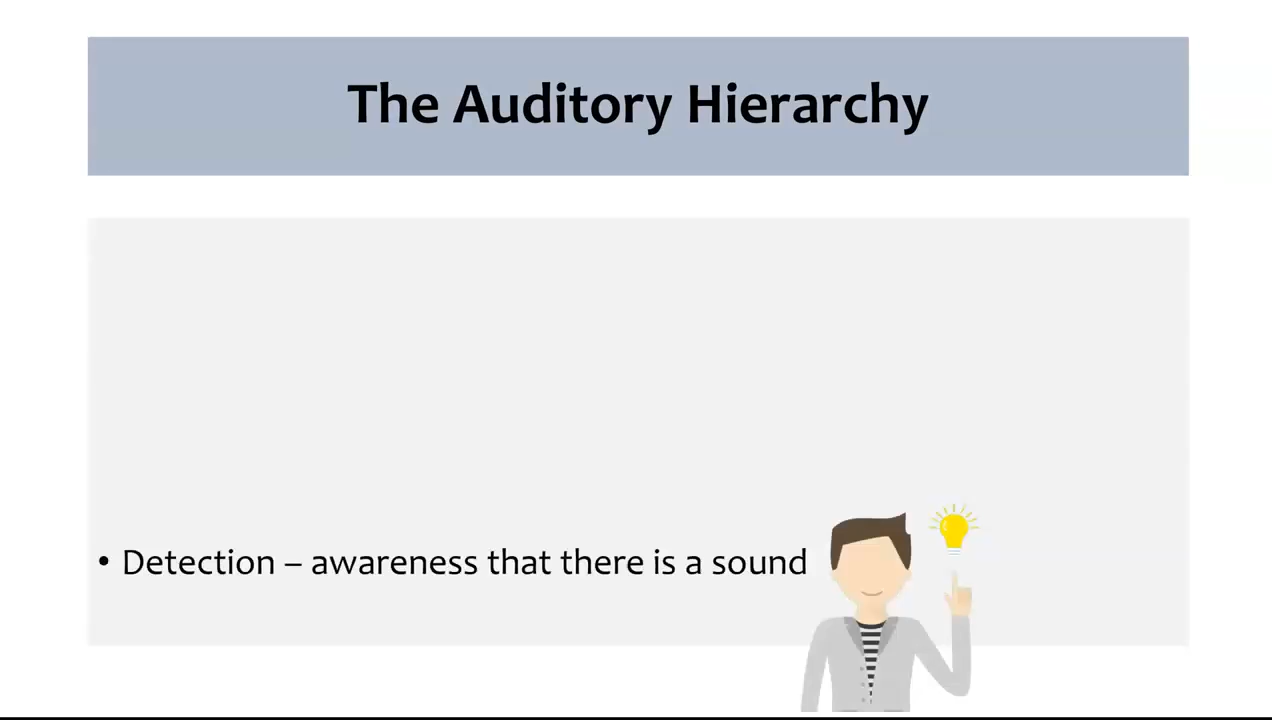 The Auditory Hierarchy
• Detection – awareness that there is a sound